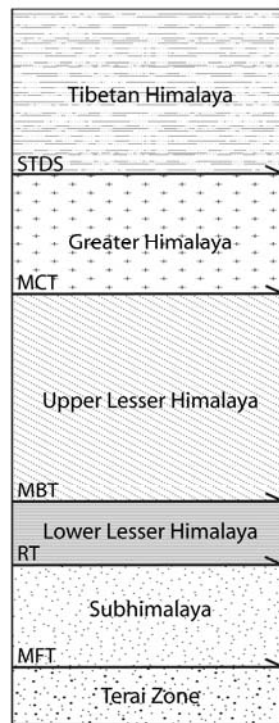 Tibetan Himalaya
STDS
Greater Himalaya
MCT
Upper Lesser Himalaya
MBT
Lower Lesser Himalaya
RT
Subhimalaya
MFT
Terai Zone